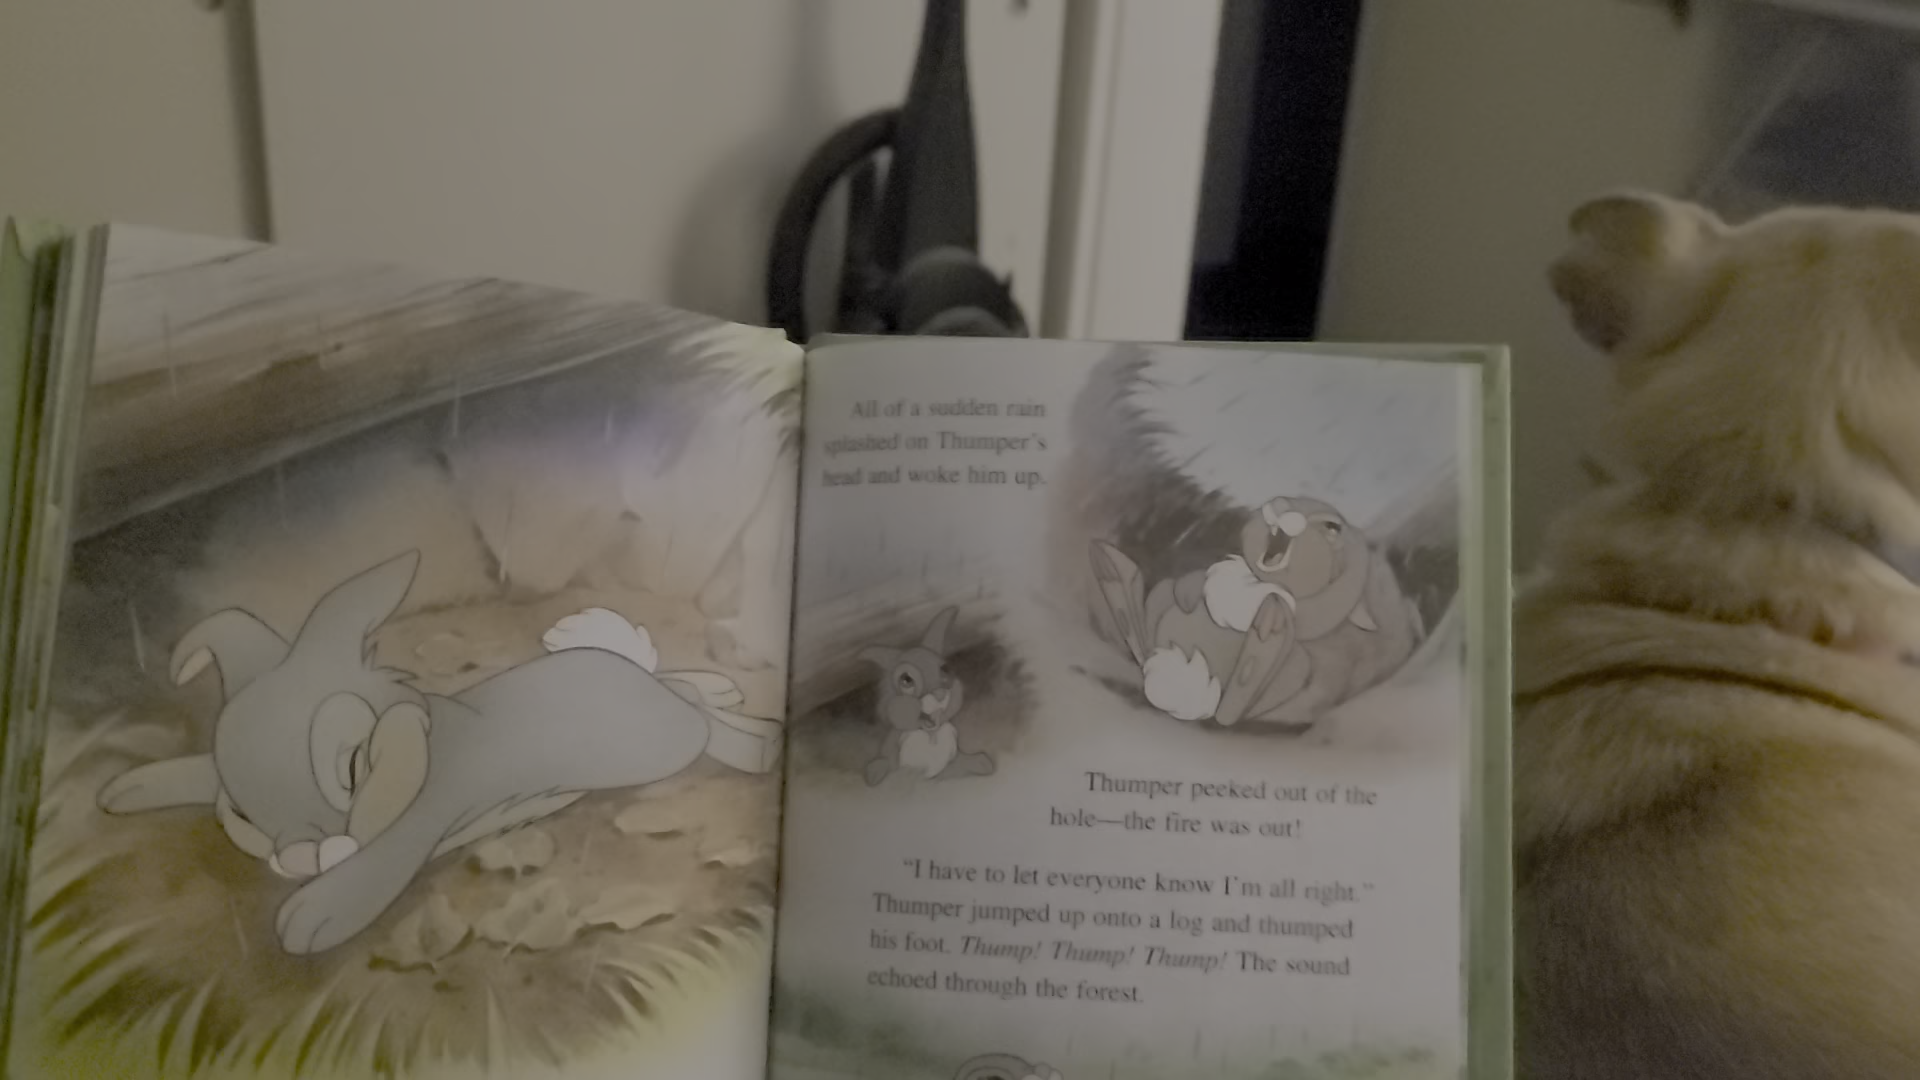 All of a sudden rain
splashed on Thumper's
head and woke him up.
Thumper peeked out of the
hole—the fire was out!
“I have to let everyone know I'm all right.”
Thumper jumped up onto a log and thumped
his foot. Thump! Thump! Thump! The sound
echoed through the forest.